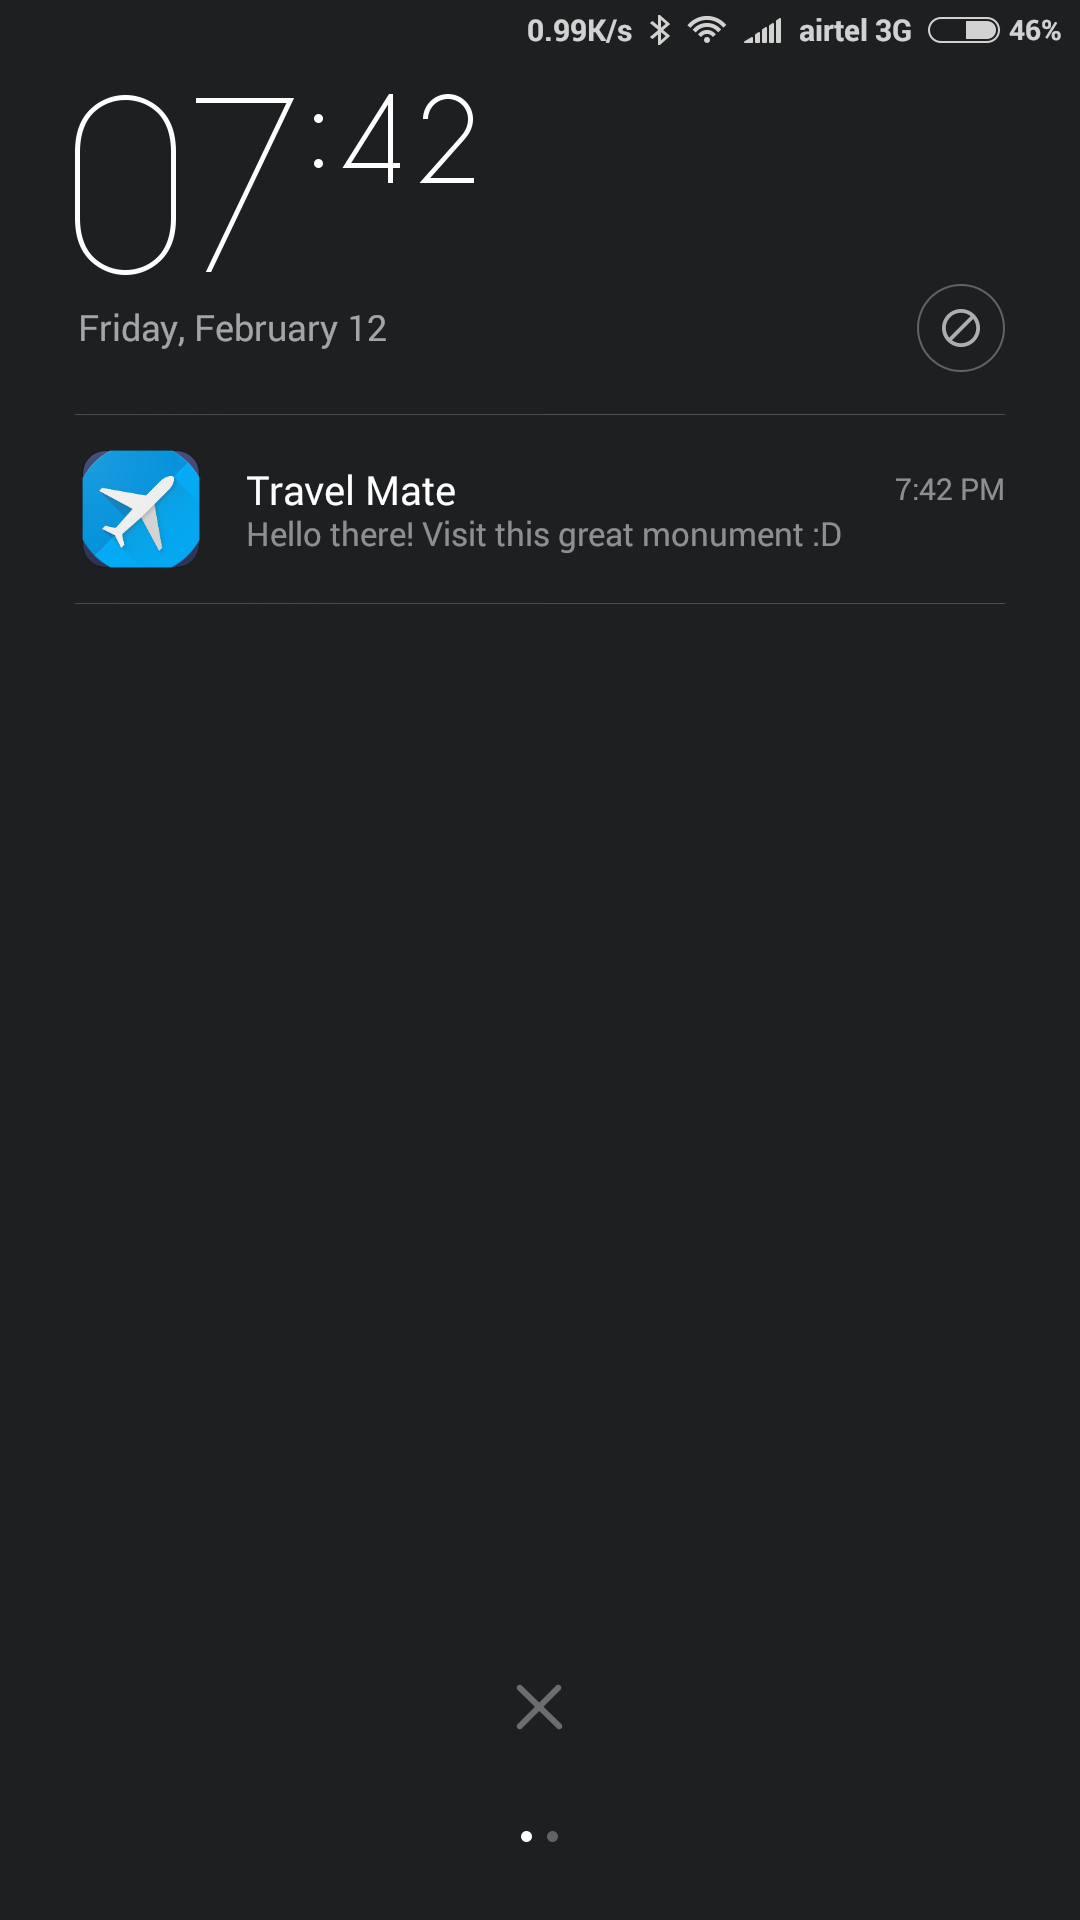 0.99K/s airtel 3G 46%
07:42
Friday, February 12
Travel Mate 7:42 PM
Hello there! Visit this great monument :D